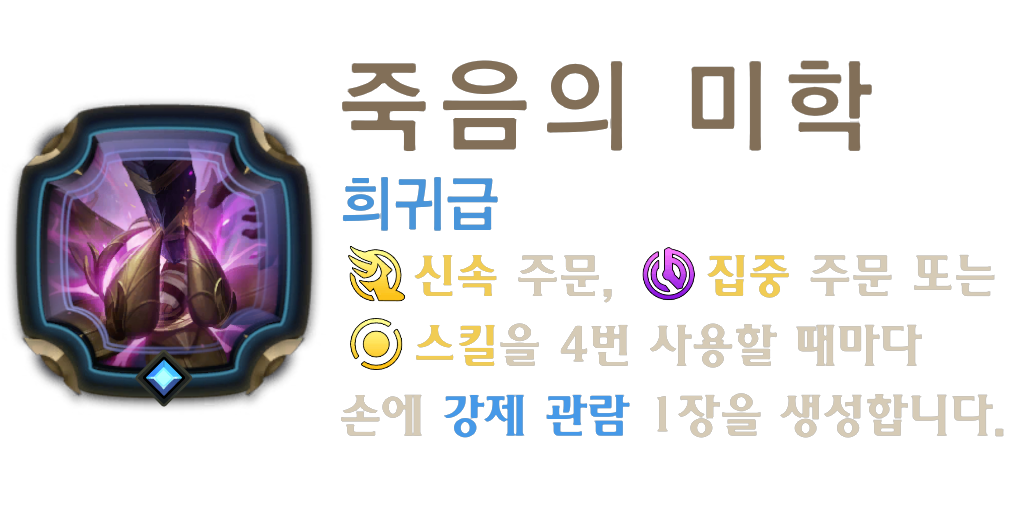 죽음의 미학
희귀급
신속 주문, 집중 주문 또는
스킬을 4번 사용할 때마다
손에 강제 관람 1장을 생성합니다.